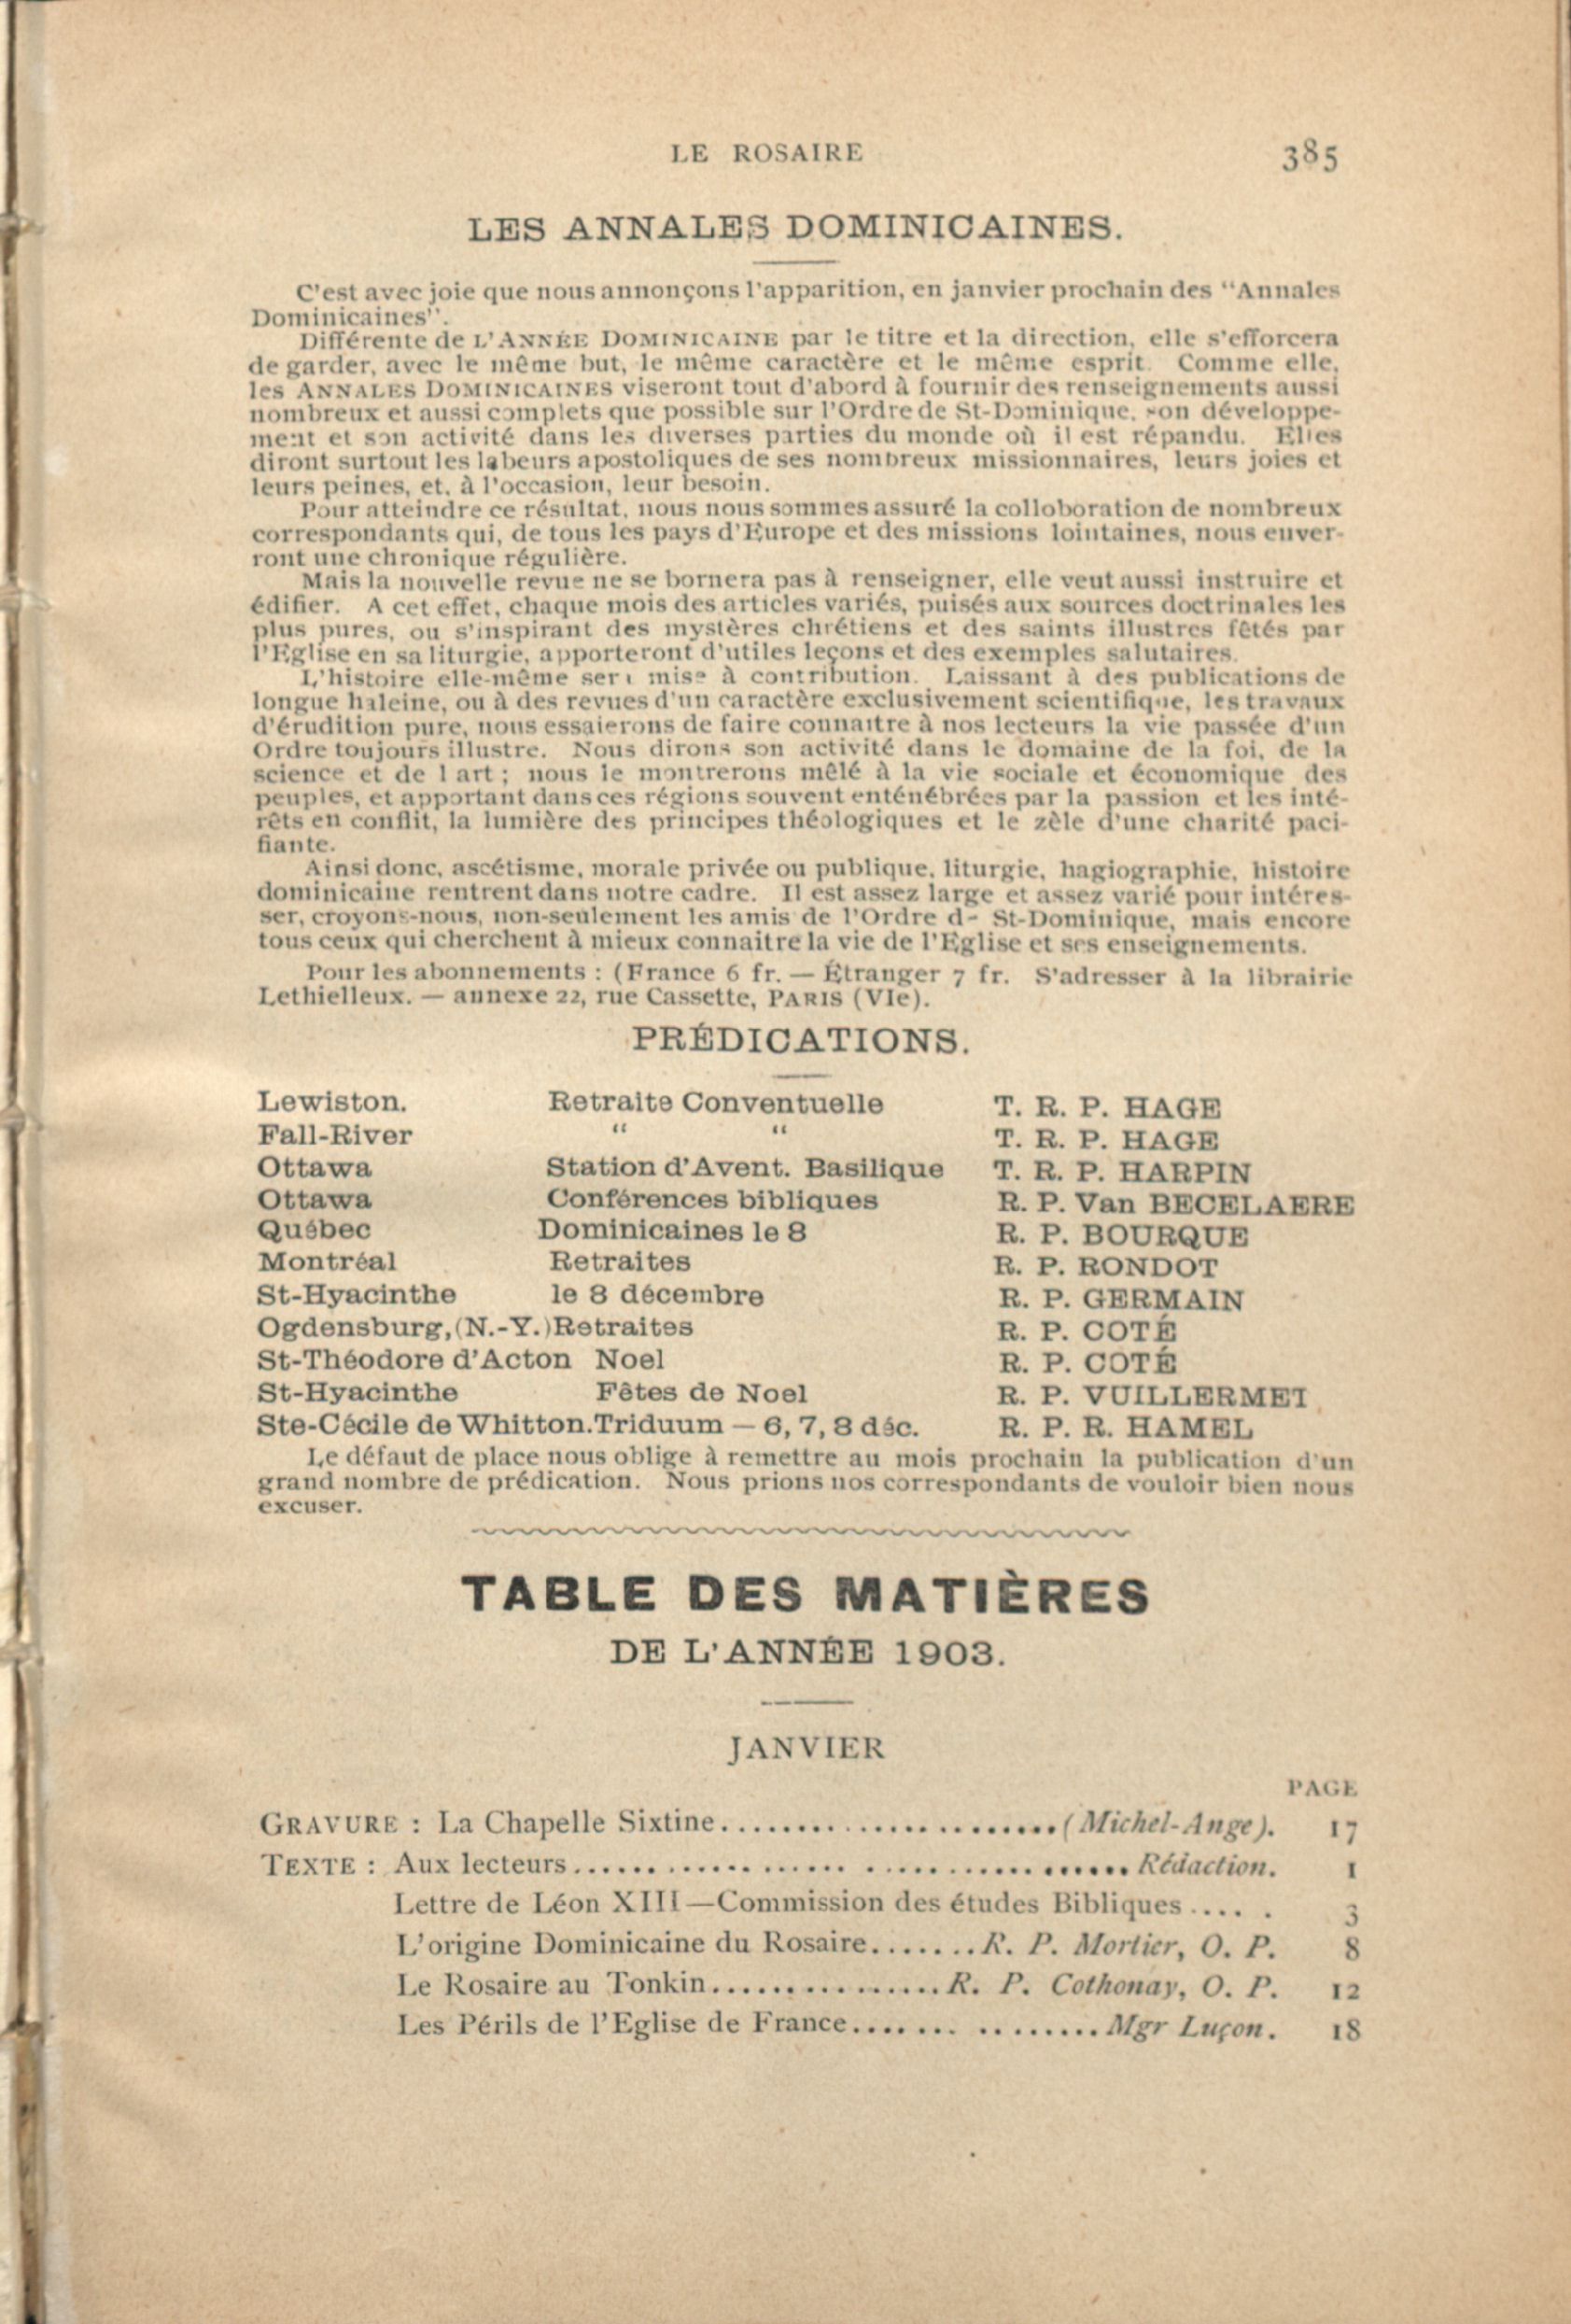 LE ROSAIRE 385
LES ANNALES DOMINICAINES.
C'est avec joie que nous annonçons l'apparition, en janvier prochain des "Annales
Dominicaines".
Différente de L'ANNÉE DOMINICAINE par le titre et la direction, elle s'efforcera
de garder, avec le même but, le même caractère et le même esprit. Comme elle,
les ANNALES DOMINICAINES viseront tout d'abord à fournir des renseignements aussi
nombreux et aussi complets que possible sur l'Ordre de St-Dominique, son développe-
ment et son activité dans les diverses parties du monde où il est répandu. Elles
diront surtout les labeurs apostoliques de ses nombreux missionnaires, leurs joies et
leurs peines, et, à l'occasion, leur besoin.
Pour atteindre ce résultat, nous nous sommes assuré la colloboration de nombreux
correspondants qui, de tous les pays d'Europe et des missions lointaines, nous enver-
ront une chronique régulière.
Mais la nouvelle revue ne se bornera pas à renseigner, elle veut aussi instruire et
édifier. A cet effet, chaque mois des articles variés, puisés aux sources doctrinales les
plus pures, ou s'inspirant des mystères chrétiens et des saints illustres fêtés par
l'Eglise en sa liturgie, apporteront d'utiles leçons et des exemples salutaires.
L'histoire elle-même sera mise à contribution. Laissant à des publications de
longue haleine, ou à des revues d'un caractère exclusivement scientifique, les travaux
d'érudition pure, nous essaierons de faire connaître à nos lecteurs la vie passée d'un
Ordre toujours illustre. Nous dirons son activité dans le domaine de la foi, de la
science et de l art ; nous le montrerons mêlé à la vie sociale et économique des
peuples, et apportant dans ces régions souvent enténébrées par la passion et les inté-
rêts en conflit, la lumière des principes théologiques et le zèle d'une charité paci-
fiante.
Ainsi donc, ascétisme, morale privée ou publique, liturgie, hagiographie, histoire
dominicaine rentrent dans notre cadre. Il est assez large et assez varié pour intéres-
ser, croyons-nous, non-seulement les amis de l'Ordre d- St-Dominique, mais encore
tous ceux qui cherchent à mieux connaitre la vie de l'Eglise et ses enseignements.
Pour les abonnements : (France 6 fr. — Étranger 7 fr. S'adresser à la librairie
Lethielleux. — annexe 22, rue Cassette, PARIS (VIe).
PRÉDICATIONS.
Lewiston. Retraite Conventuelle T. R. P. HAGE
Fall-River " " T. R. P. HAGE
Ottawa Station d'Avent. Basilique T. R. P. HARPIN
Ottawa Conférences bibliques R. P. Van BECELAERE
Québec Dominicaines le 8 R. P. BOURQUE
Montréal Retraites R. P. RONDOT
St-Hyacinthe le 8 décembre R. P. GERMAIN
Ogdensburg, (N.-Y.) Retraites R. P. COTÉ
St-Théodore d'Acton Noel R. P. COTÉ
St-Hyacinthe Fêtes de Noel R. P. VUILLERMET
Ste-Cécile de Whitton. Triduum — 6, 7, 8 déc. R. P. R. HAMEL
Le défaut de place nous oblige à remettre au mois prochain la publication d'un
grand nombre de prédication. Nous prions nos correspondants de vouloir bien nous
excuser.
TABLE DES MATIÈRES
DE L'ANNÉE 1903.
JANVIER
PAGE
GRAVURE : La Chapelle Sixtine........................(Michel-Ange). 17
TEXTE : Aux lecteurs.................................... Rédaction. 1
Lettre de Léon XIII—Commission des études Bibliques..... 3
L'origine Dominicaine du Rosaire........R. P. Mortier, O. P. 8
Le Rosaire au Tonkin................R. P. Cothonay, O. P. 12
Les Périls de l'Eglise de France................Mgr Luçon. 18